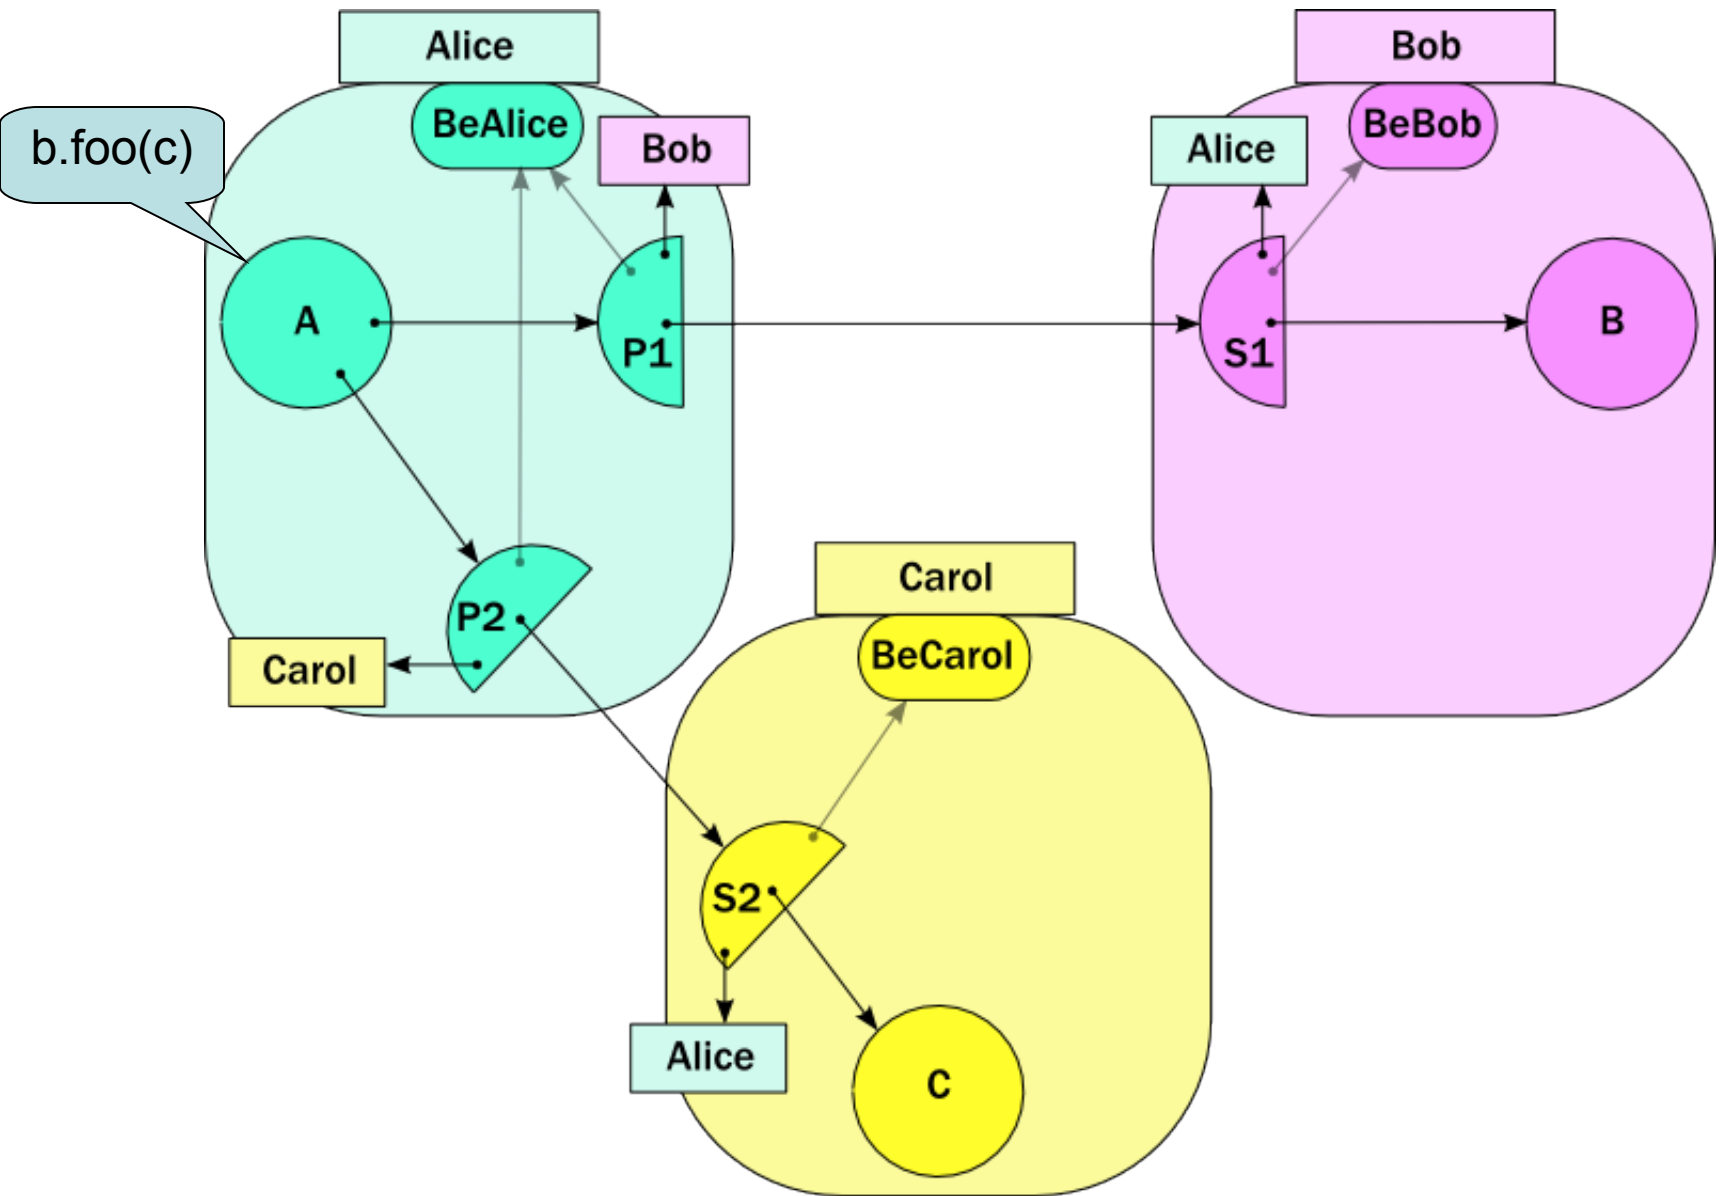 Alice
Bob
BeAlice
BeBob
b.foo(c)
Bob
Alice
A
P1
S1
B
P2
Carol
Carol
BeCarol
S2
Alice
C